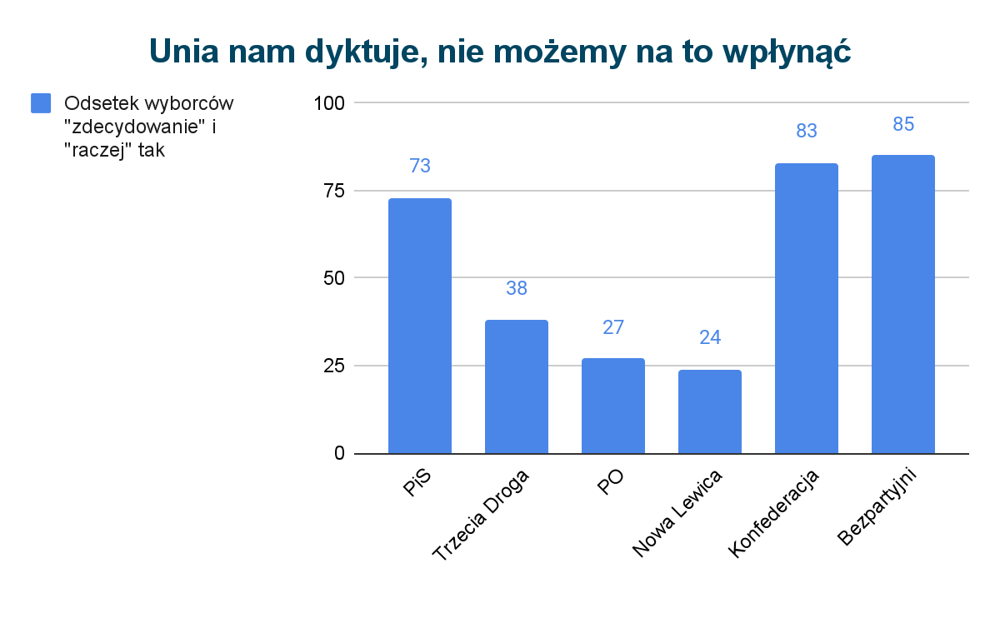 Unia nam dyktuje, nie możemy na to wpłynąć
Odsetek wyborców
"zdecydowanie" i
"raczej" tak
100
75
50
25
0
73
38
27
24
83
85
PiS
Trzecia Droga
PO
Nowa Lewica
Konfederacja
Bezpartyjni